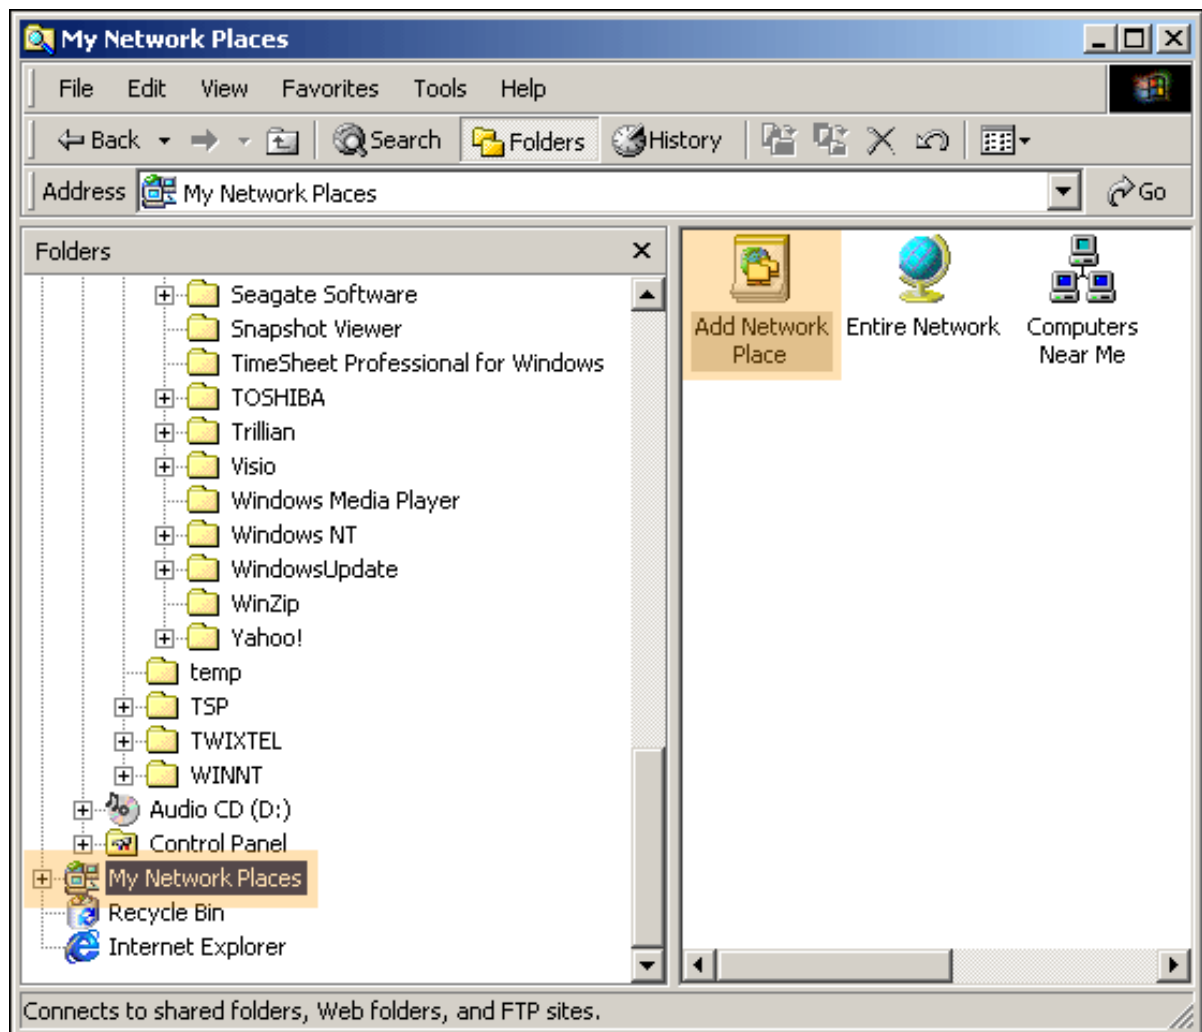 My Network Places
File Edit View Favorites Tools Help
Back Search Folders History
Address My Network Places Go
Folders
Seagate Software
Snapshot Viewer
TimeSheet Professional for Windows
TOSHIBA
Trillian
Visio
Windows Media Player
Windows NT
WindowsUpdate
WinZip
Yahoo!
temp
TSP
TWIXTEL
WINNT
Audio CD (D:)
Control Panel
My Network Places
Recycle Bin
Internet Explorer
Add Network
Place
Entire Network
Computers
Near Me
Connects to shared folders, Web folders, and FTP sites.